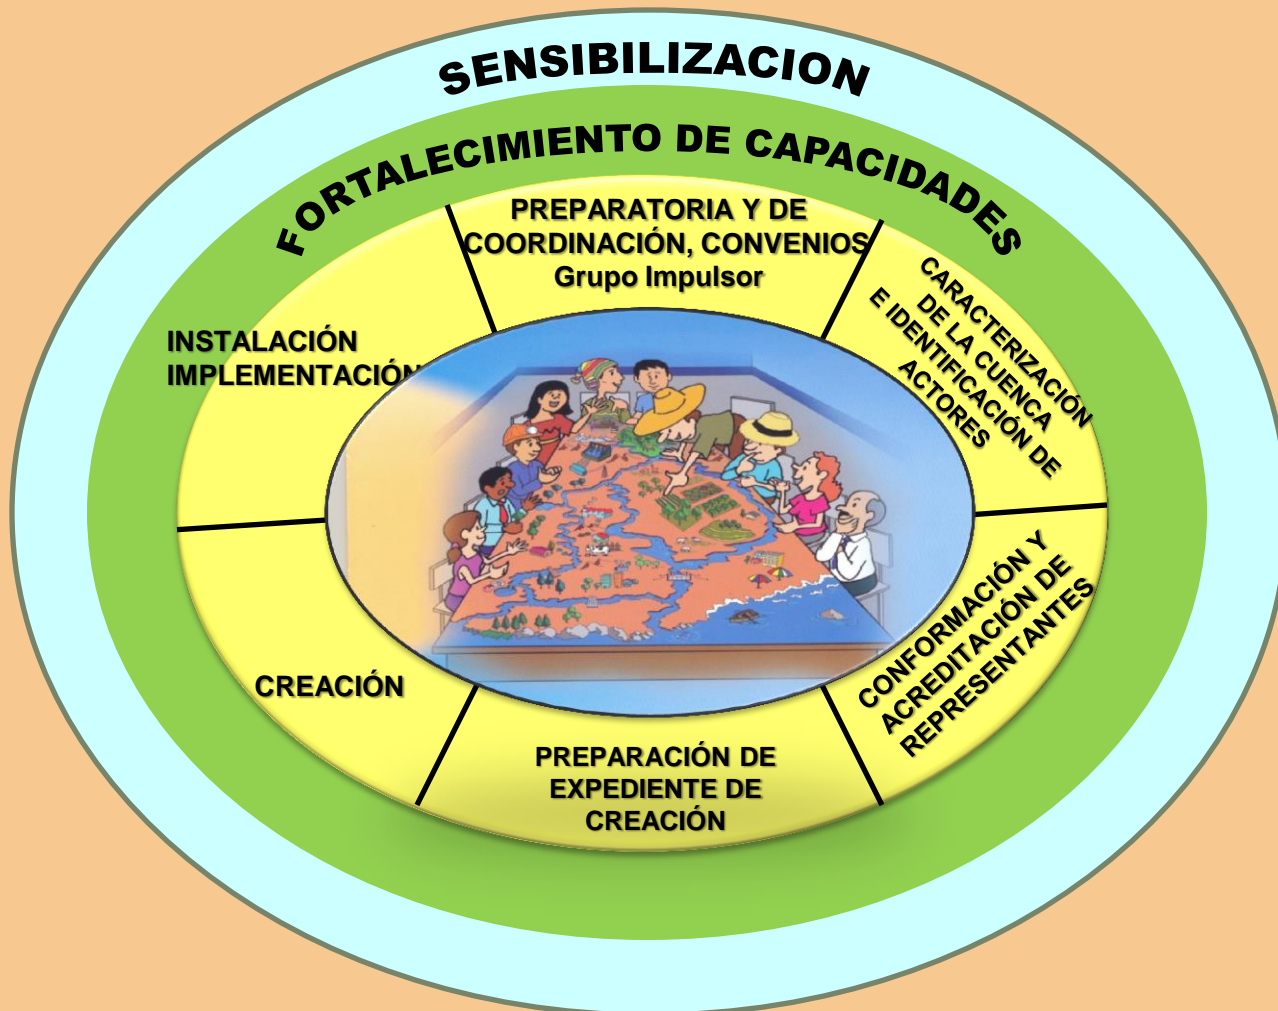 SENSIBILIZACION
FORTALECIMIENTO DE CAPACIDADES
PREPARATORIA Y DE
COORDINACIÓN, CONVENIOS
Grupo Impulsor
CARACTERIZACIÓN
DE LA CUENCA
E IDENTIFICACIÓN DE
ACTORES
CONFORMACIÓN Y
ACREDITACIÓN DE
REPRESENTANTES
PREPARACIÓN DE
EXPEDIENTE DE
CREACIÓN
CREACIÓN
INSTALACIÓN
IMPLEMENTACIÓN